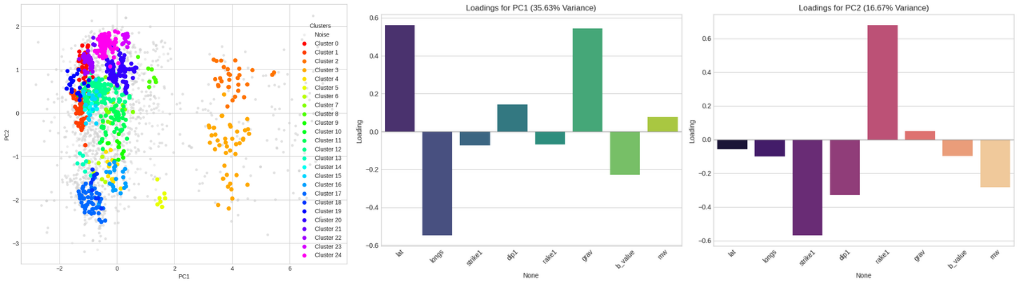 2
1
0
−1
−2
−3
PC2
−2
0
2
4
6
PC1
Clusters
Noise
Cluster 0
Cluster 1
Cluster 2
Cluster 3
Cluster 4
Cluster 5
Cluster 6
Cluster 7
Cluster 8
Cluster 9
Cluster 10
Cluster 11
Cluster 12
Cluster 13
Cluster 14
Cluster 15
Cluster 16
Cluster 17
Cluster 18
Cluster 19
Cluster 20
Cluster 21
Cluster 22
Cluster 23
Cluster 24
Loadings for PC1 (35.63% Variance)
0.6
0.4
0.2
0.0
−0.2
−0.4
−0.6
Loading
lat
longs
strike1
dip1
rake1
grav
b_value
mw
None
Loadings for PC2 (16.67% Variance)
0.6
0.4
0.2
0.0
−0.2
−0.4
−0.6
Loading
lat
longs
strike1
dip1
rake1
grav
b_value
mw
None